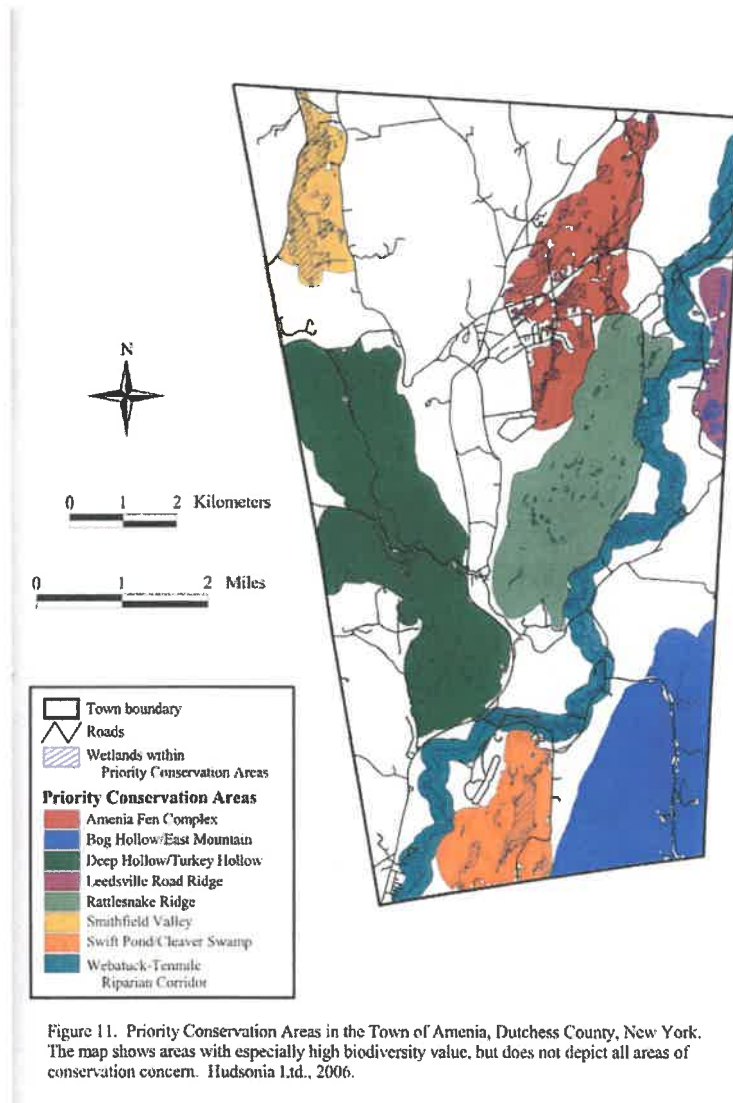 N
0 1 2 Kilometers
0 1 2 Miles
Town boundary
Roads
Wetlands within
Priority Conservation Areas
Priority Conservation Areas
Amenia Fen Complex
Bog Hollow/East Mountain
Deep Hollow/Turkey Hollow
Leedsville Road Ridge
Rattlesnake Ridge
Smithfield Valley
Swift Pond/Cleaver Swamp
Webatuck-Tenmile
Riparian Corridor
Figure 11. Priority Conservation Areas in the Town of Amenia, Dutchess County, New York.
The map shows areas with especially high biodiversity value, but does not depict all areas of
conservation concern. Hudsonia Ltd., 2006.